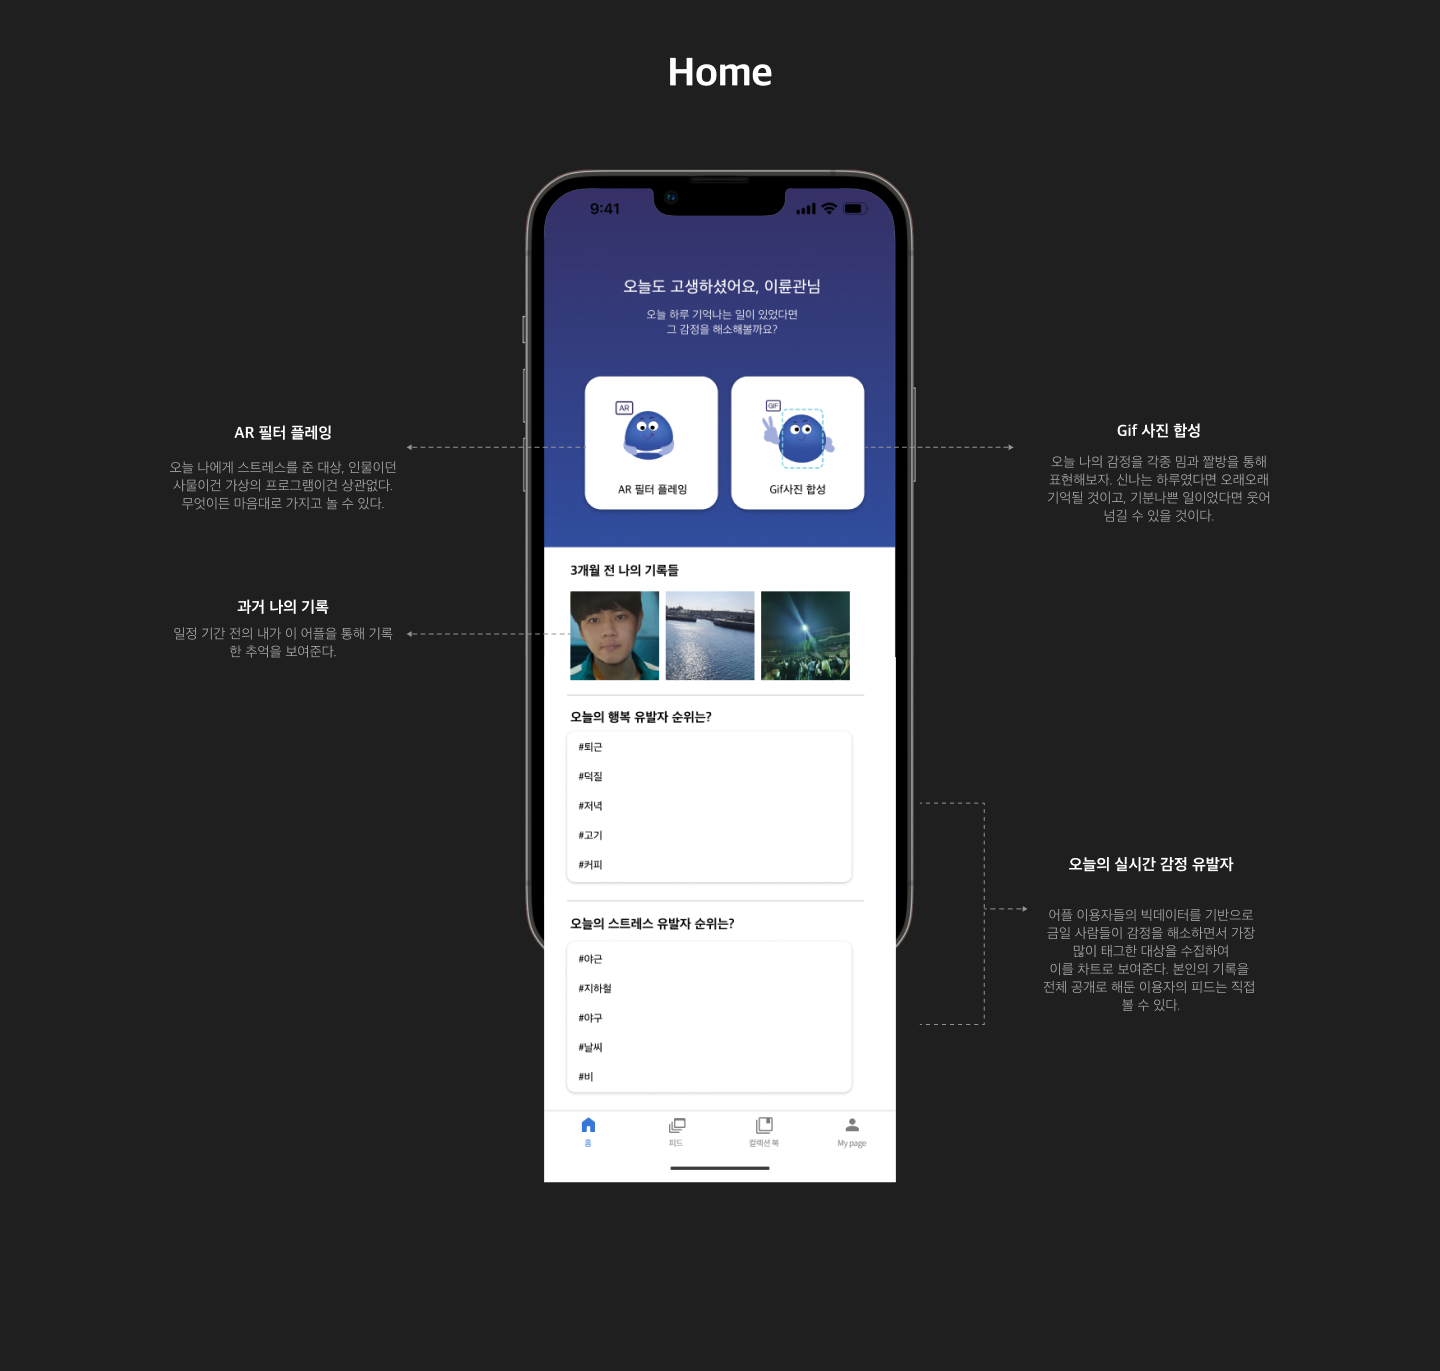 Home
9:41
오늘도 고생하셨어요, 이륜관님
오늘 하루 기억나는 일이 있었다면
그 감정을 해소해볼까요?
AR
AR 필터 플레잉
GIF
Gif사진 합성
AR 필터 플레잉
오늘 나에게 스트레스를 준 대상, 인물이던
사물이건 가상의 프로그램이건 상관없다.
무엇이든 마음대로 가지고 놀 수 있다.
Gif 사진 합성
오늘 나의 감정을 각종 밈과 짤방을 통해
표현해보자. 신나는 하루였다면 오래오래
기억될 것이고, 기분나쁜 일이었다면 웃어
넘길 수 있을 것이다.
3개월 전 나의 기록들
과거 나의 기록
일정 기간 전의 내가 이 어플을 통해 기록
한 추억을 보여준다.
오늘의 행복 유발자 순위는?
#퇴근
#덕질
#저녁
#고기
#커피
오늘의 스트레스 유발자 순위는?
#야근
#지하철
#야구
#날씨
#비
오늘의 실시간 감정 유발자
어플 이용자들의 빅데이터를 기반으로
금일 사람들이 감정을 해소하면서 가장
많이 태그한 대상을 수집하여
이를 차트로 보여준다. 본인의 기록을
전체 공개로 해둔 이용자의 피드는 직접
볼 수 있다.
홈
피드
컬렉션 북
My page